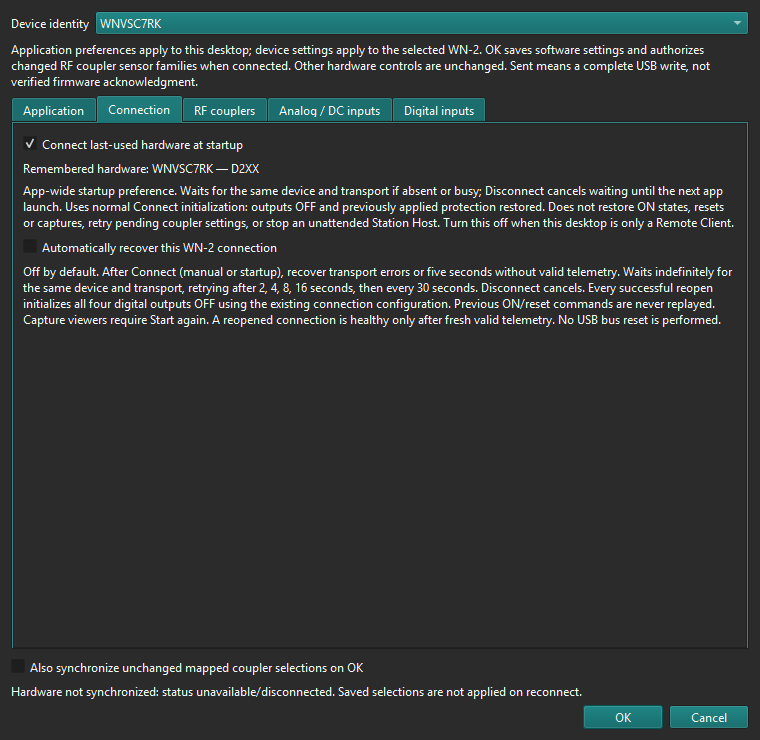 Device identity WNVSC7RK
Application preferences apply to this desktop; device settings apply to the selected WN-2. OK saves software settings and authorizes
changed RF coupler sensor families when connected. Other hardware controls are unchanged. Sent means a complete USB write, not
verified firmware acknowledgment.
Application Connection RF couplers Analog / DC inputs Digital inputs
Connect last-used hardware at startup
Remembered hardware: WNVSC7RK — D2XX
App-wide startup preference. Waits for the same device and transport if absent or busy; Disconnect cancels waiting until the next app
launch. Uses normal Connect initialization: outputs OFF and previously applied protection restored. Does not restore ON states, resets
or captures, retry pending coupler settings, or stop an unattended Station Host. Turn this off when this desktop is only a Remote Client.
Automatically recover this WN-2 connection
Off by default. After Connect (manual or startup), recover transport errors or five seconds without valid telemetry. Waits indefinitely for
the same device and transport, retrying after 2, 4, 8, 16 seconds, then every 30 seconds. Disconnect cancels. Every successful reopen
initializes all four digital outputs OFF using the existing connection configuration. Previous ON/reset commands are never replayed.
Capture viewers require Start again. A reopened connection is healthy only after fresh valid telemetry. No USB bus reset is performed.
Also synchronize unchanged mapped coupler selections on OK
Hardware not synchronized: status unavailable/disconnected. Saved selections are not applied on reconnect.
OK Cancel